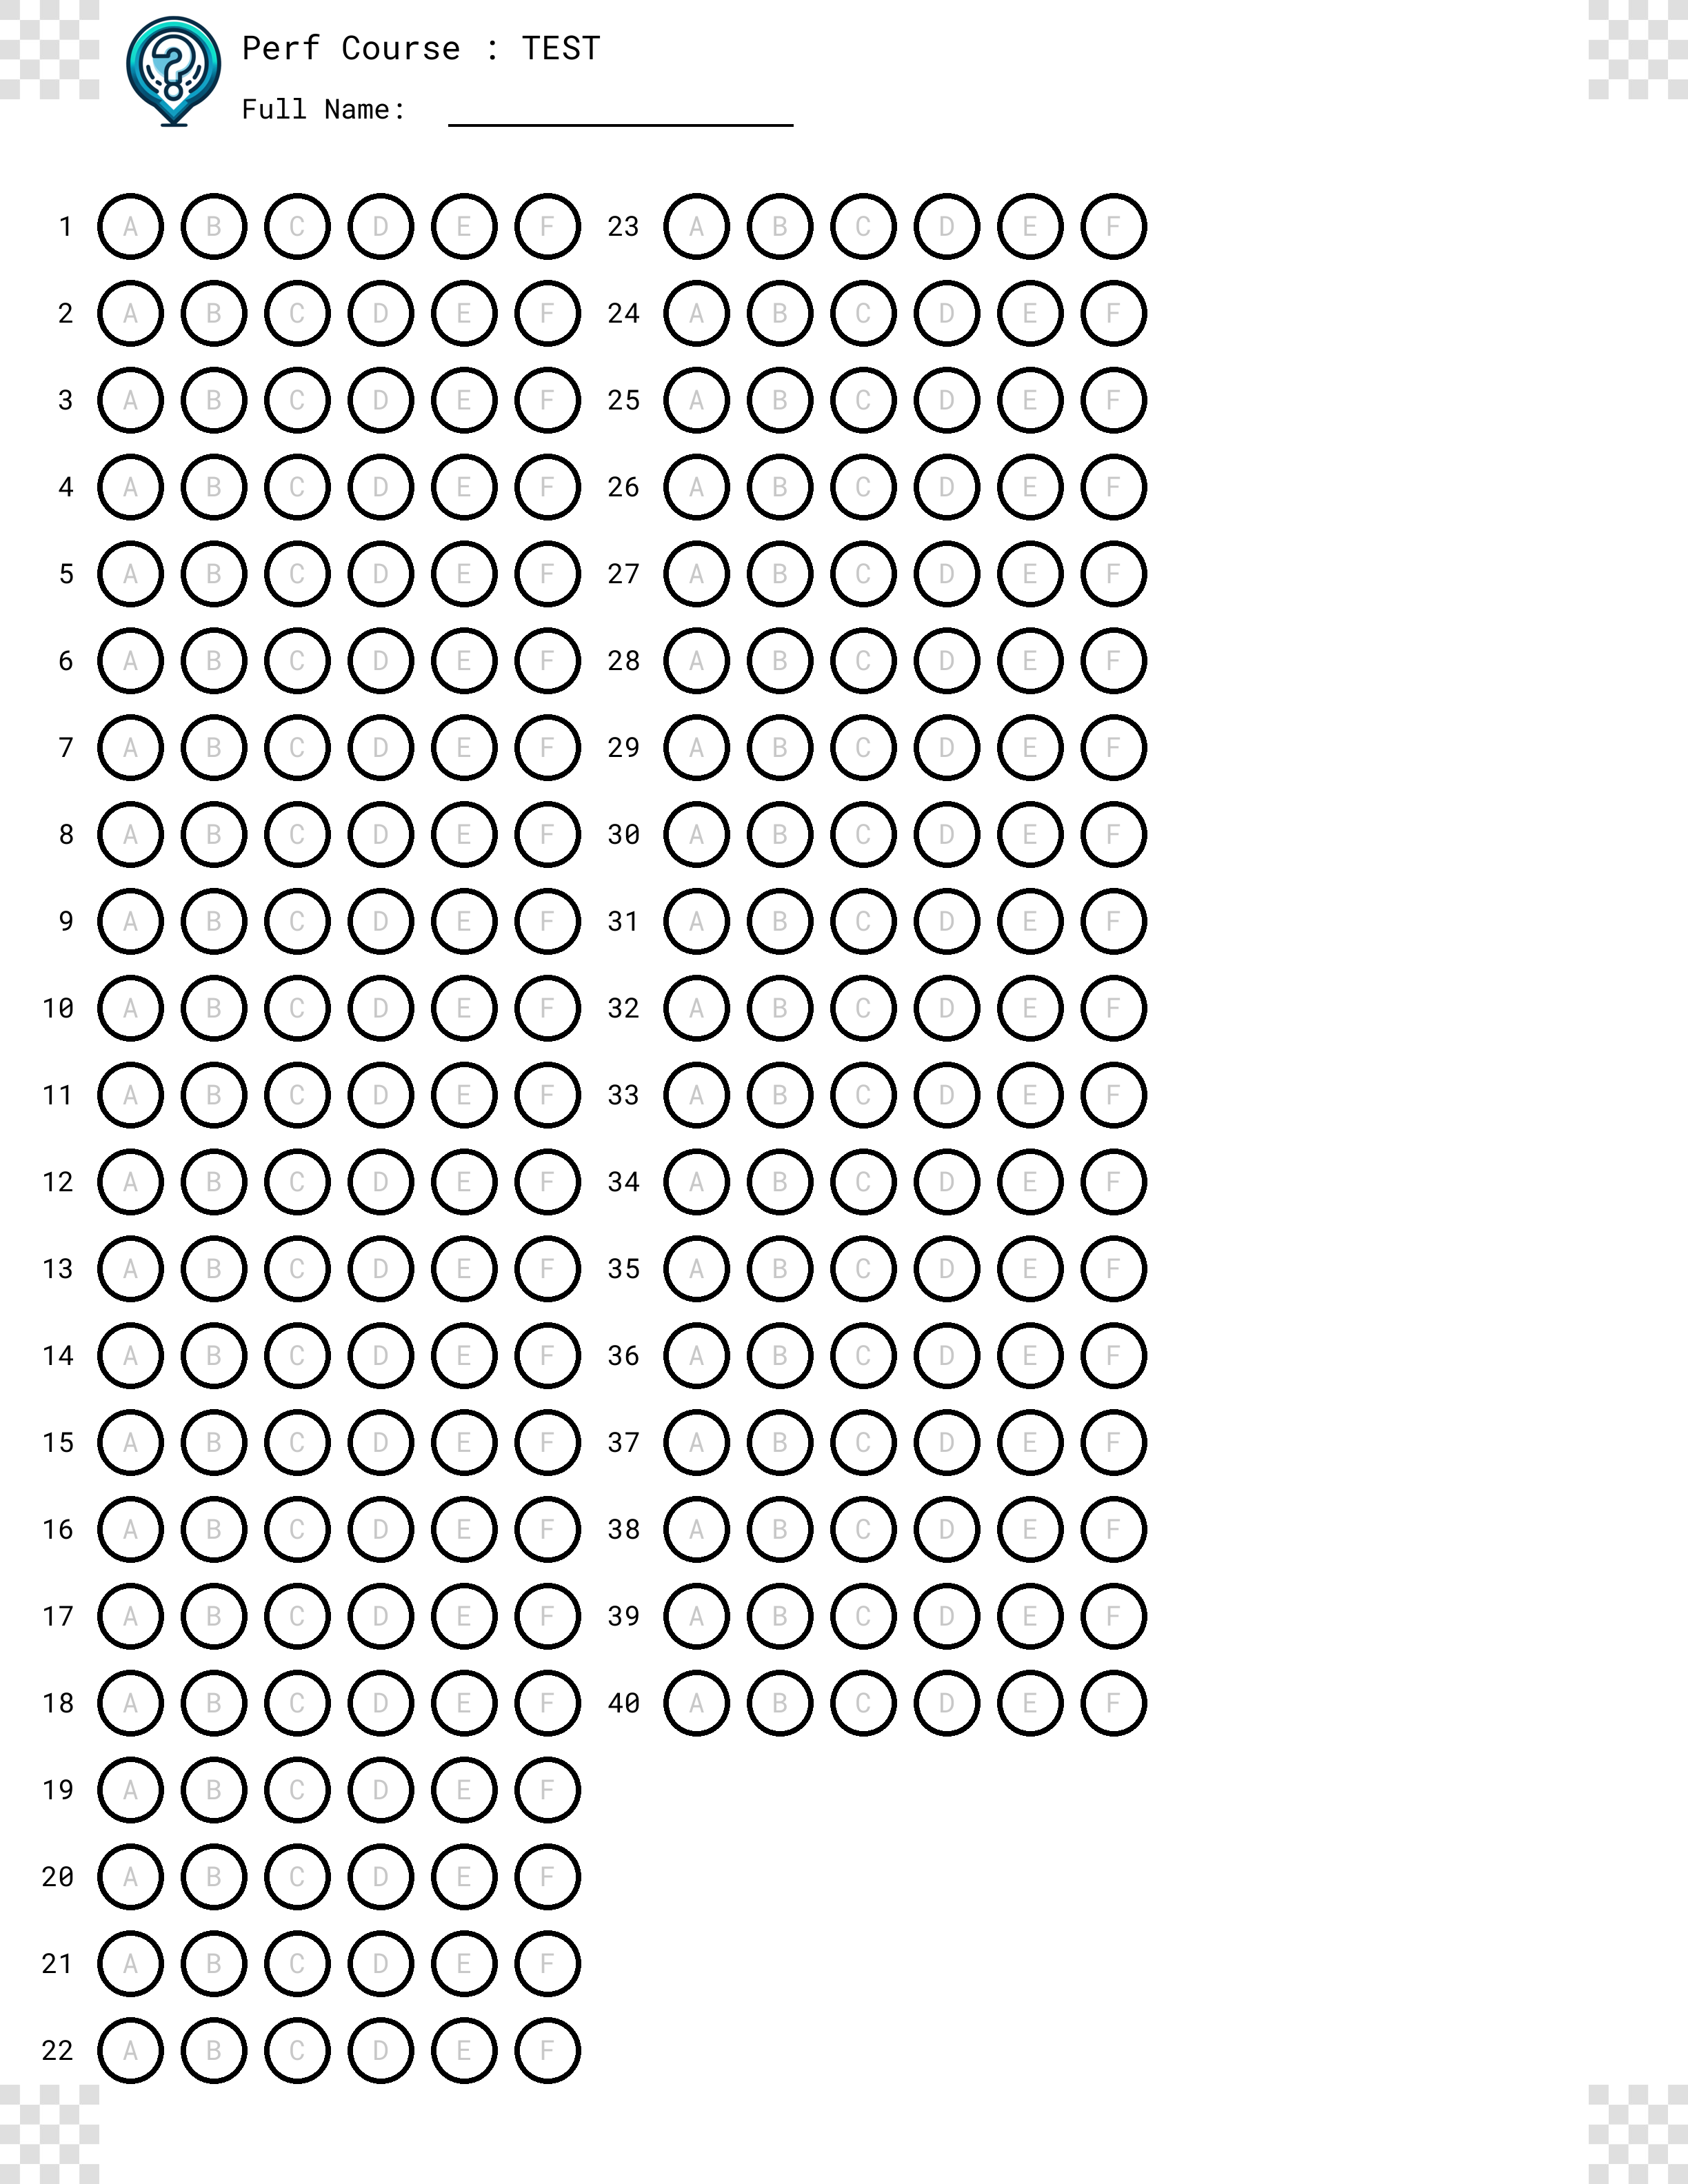 Perf Course : TEST
Full Name:
1 A B C D E F
2 A B C D E F
3 A B C D E F
4 A B C D E F
5 A B C D E F
6 A B C D E F
7 A B C D E F
8 A B C D E F
9 A B C D E F
10 A B C D E F
11 A B C D E F
12 A B C D E F
13 A B C D E F
14 A B C D E F
15 A B C D E F
16 A B C D E F
17 A B C D E F
18 A B C D E F
19 A B C D E F
20 A B C D E F
21 A B C D E F
22 A B C D E F
23 A B C D E F
24 A B C D E F
25 A B C D E F
26 A B C D E F
27 A B C D E F
28 A B C D E F
29 A B C D E F
30 A B C D E F
31 A B C D E F
32 A B C D E F
33 A B C D E F
34 A B C D E F
35 A B C D E F
36 A B C D E F
37 A B C D E F
38 A B C D E F
39 A B C D E F
40 A B C D E F